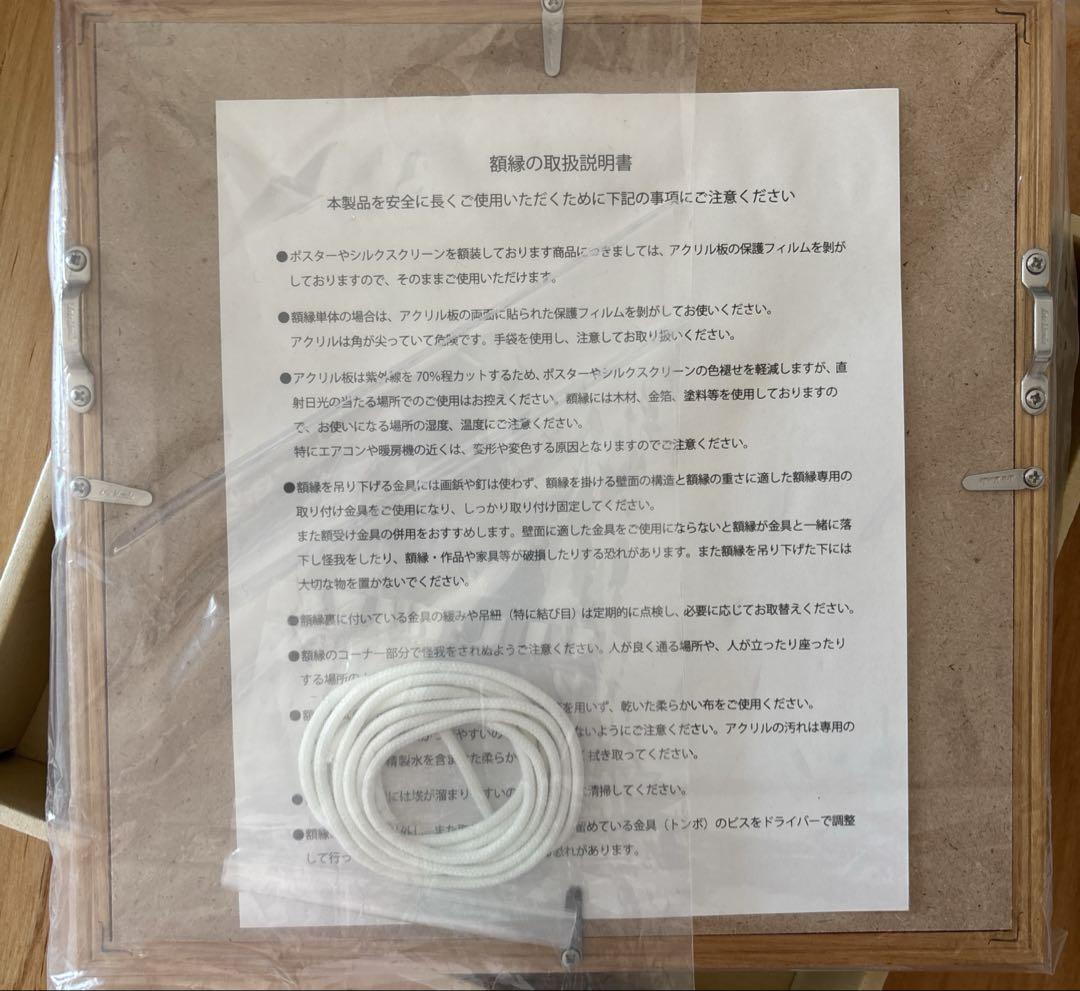 額縁の取扱説明書
本製品を安全に長くご使用いただくために下記の事項にご注意ください
●ポスターやシルクスクリーンを額装しております商品につきましては、アクリル板の保護フィルムを剝が
しておりますので、そのままご使用いただけます。
●額縁単体の場合は、アクリル板の両面に貼られた保護フィルムを剝がしてお使いください。
アクリルは角が尖っていて危険です。手袋を使用し、注意してお取り扱いください。
●アクリル板は紫外線を70%程カットするため、ポスターやシルクスクリーンの色褪せを軽減しますが、直
射日光の当たる場所でのご使用はお控えください。額縁には木材、金箔、塗料等を使用しておりますの
で、お使いになる場所の湿度、温度にご注意ください。
特にエアコンや暖房機の近くは、変形や変色する原因となりますのでご注意ください。
●額縁を吊り下げる金具には画鋲や釘は使わず、額縁を掛ける壁面の構造と額縁の重さに適した額縁専用の
取り付け金具をご使用になり、しっかり取り付け固定してください。
また額受け金具の併用をおすすめします。壁面に適した金具をご使用にならないと額縁が金具と一緒に落
下し怪我をしたり、額縁・作品や家具等が破損したりする恐れがあります。また額縁を吊り下げた下には
大切な物を置かないでください。
●額縁裏に付いている金具の緩みや吊紐（特に結び目）は定期的に点検し、必要に応じてお取替えください。
●額縁のコーナー部分で怪我をされぬようご注意ください。人が良く通る場所や、人が立ったり座ったり
する場所の
●額 を用いず、乾いた柔らかい布をご使用ください。
やすいの ないようにご注意ください。アクリルの汚れは専用の
精製水を含ませた柔らか 拭き取ってください。
● には埃が溜まりやすいの に清掃してください。
●額縁 また 留めている金具（トンボ）のビスをドライバーで調整
して行っ 恐れがあります。